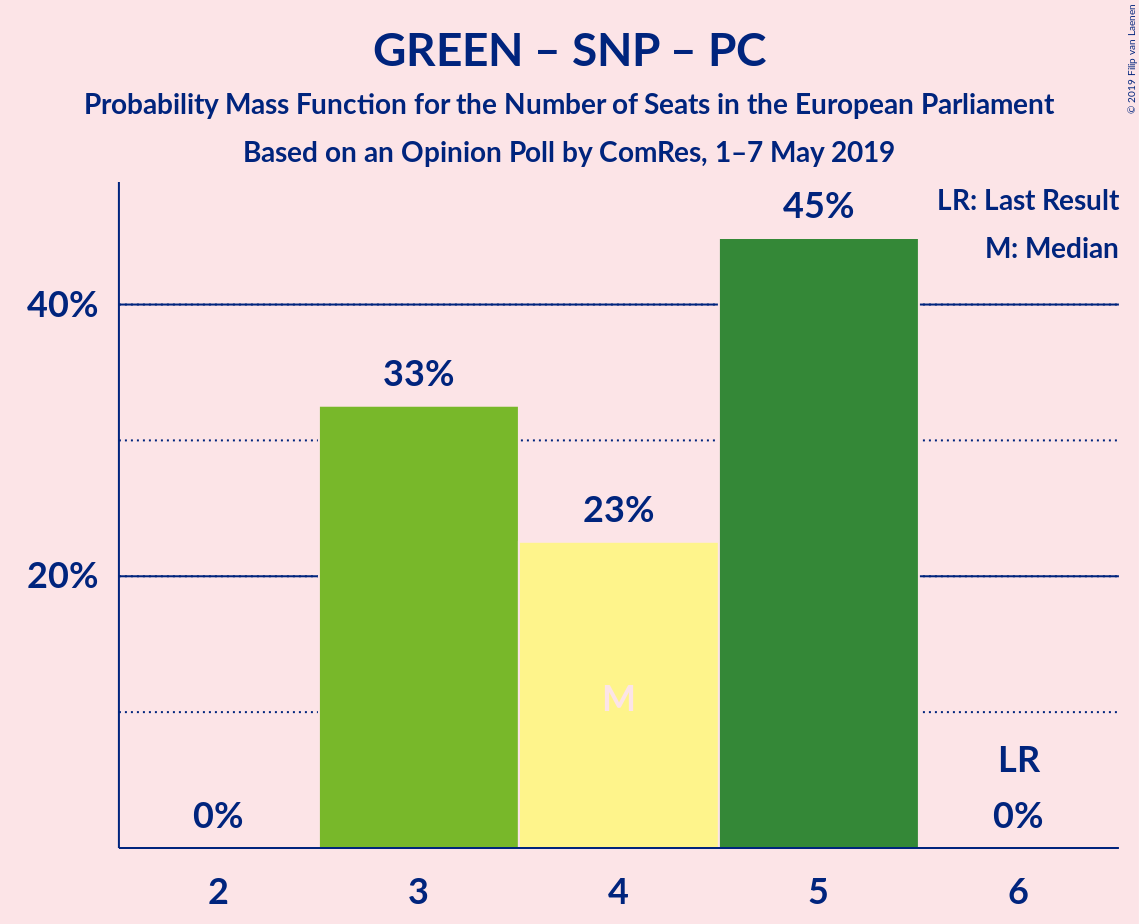 GREEN – SNP – PC
Probability Mass Function for the Number of Seats in the European Parliament
Based on an Opinion Poll by ComRes, 1–7 May 2019
© 2019 Filip van Laenen
LR: Last Result
M: Median
45%
40%
33%
23%
20%
M
LR
0%
0%
2
3
4
5
6